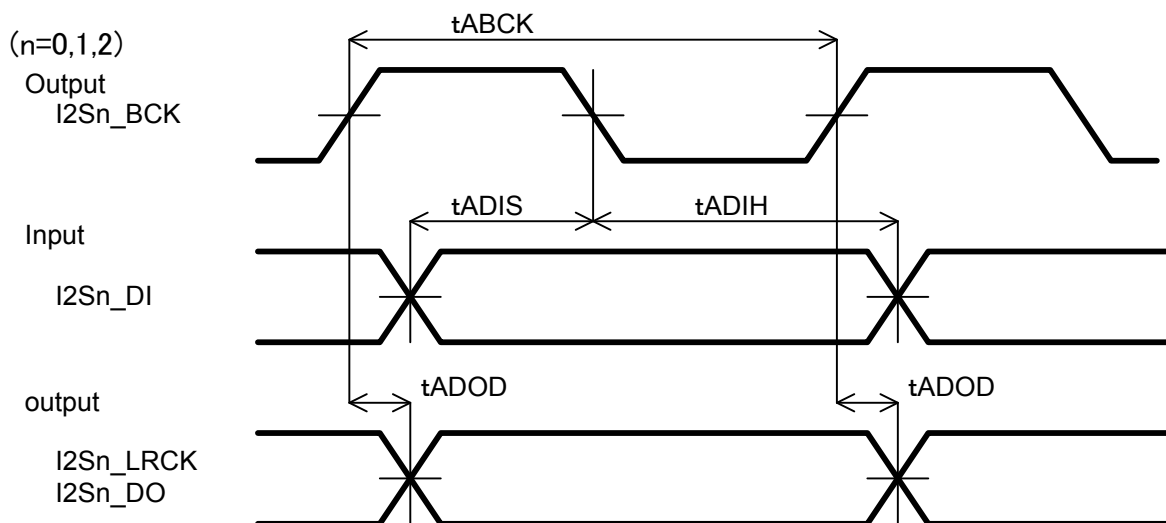 tABCK
(n=0,1,2)
Output
I2Sn_BCK
tADIS
tADIH
Input
I2Sn_DI
tADOD
tADOD
output
I2Sn_LRCK
I2Sn_DO